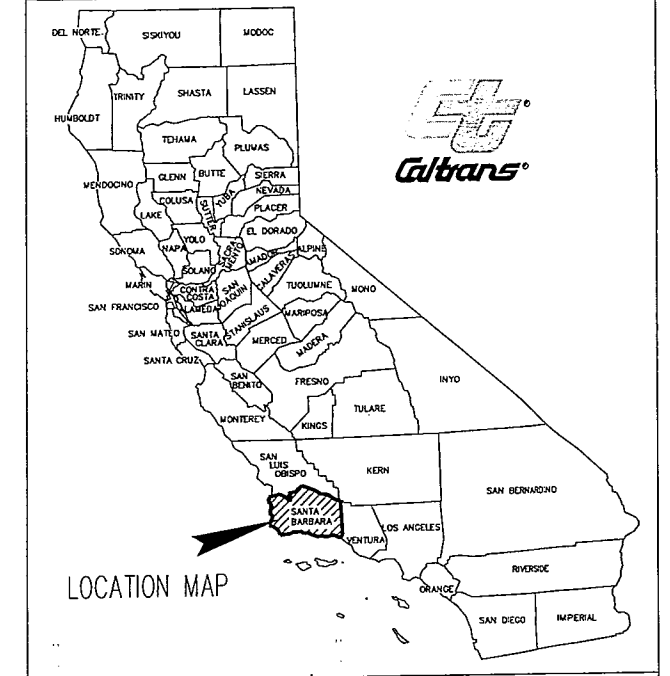 DEL NORTE.
SISKIYOU
MODOC
HUMBOLDT
TRINITY
SHASTA
LASSEN
TEHAMA
PLUMAS
Caltrans®
MENDOCINO
GLENN
BUTTE
SIERRA
NEVADA
YUBA
COLUSA
SUTTER
PLACER
LAKE
EL DORADO
YOLO
SONOMA
NAPA
SACRA
MENTO
AMADOR
ALPINE
SOLANO
CALAVERAS
MARIN
CONTRA
COSTA
SAN
JOAQUIN
TUOLUMNE
MONO
SAN FRANCISCO
ALAMEDA
STANISLAUS
MARIPOSA
SAN MATEO
SANTA
CLARA
MERCED
MADERA
SANTA CRUZ
SAN
BENITO
FRESNO
INYO
MONTEREY
KINGS
TULARE
SAN
LUIS
OBISPO
KERN
SAN BERNARDINO
SANTA
BARBARA
VENTURA
LOS ANGELES
LOCATION MAP
ORANGE
RIVERSIDE
SAN DIEGO
IMPERIAL